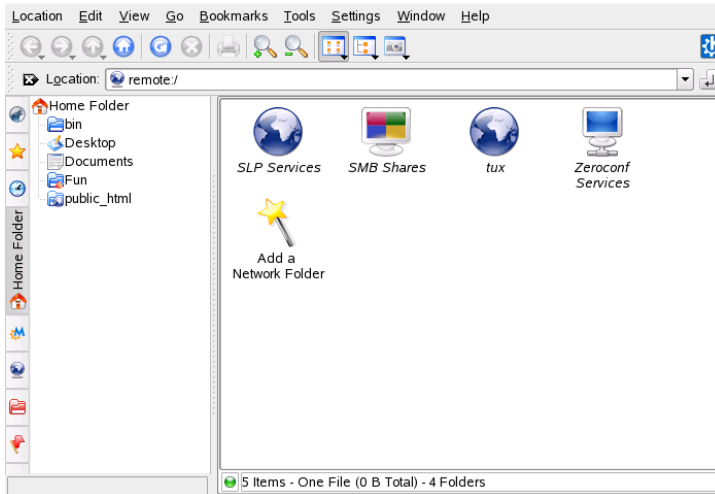 Location Edit View Go Bookmarks Tools Settings Window Help
Location: remote:/
Home Folder
bin
Desktop
Documents
Fun
public_html
Home Folder
SLP Services
SMB Shares
tux
Zeroconf
Services
Add a
Network Folder
5 Items - One File (0 B Total) - 4 Folders